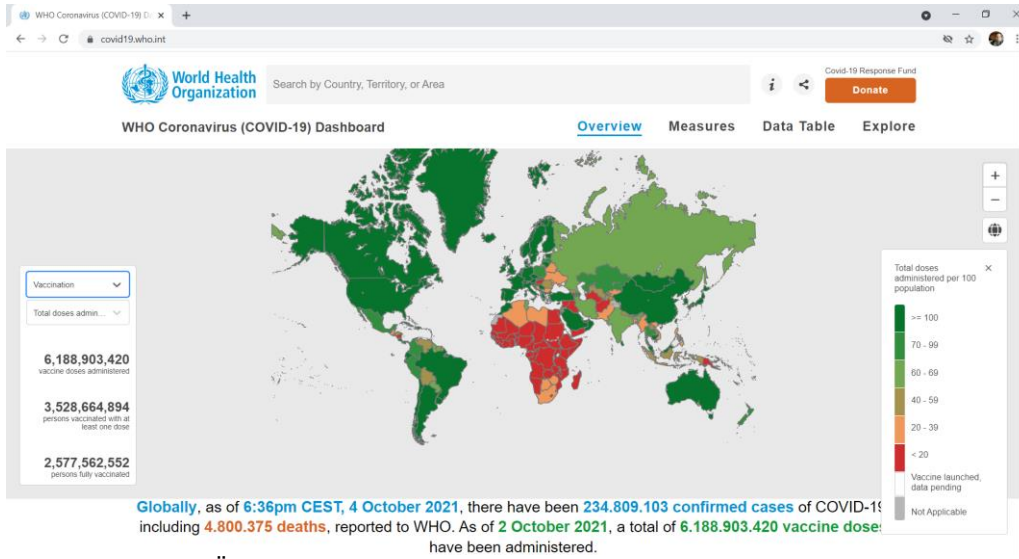 WHO Coronavirus (COVID-19) D
covid19.who.int
World Health
Organization
Search by Country, Territory, or Area
i
Covid-19 Response Fund
Donate
WHO Coronavirus (COVID-19) Dashboard
Overview Measures Data Table Explore
+
−
Vaccination
Total doses admin...
6,188,903,420
vaccine doses administered
3,528,664,894
persons vaccinated with at
least one dose
2,577,562,552
persons fully vaccinated
Total doses
administered per 100
population
>= 100
70 - 99
60 - 69
40 - 59
20 - 39
< 20
Vaccine launched,
data pending
Not Applicable
Globally, as of 6:36pm CEST, 4 October 2021, there have been 234.809.103 confirmed cases of COVID-19
including 4.800.375 deaths, reported to WHO. As of 2 October 2021, a total of 6.188.903.420 vaccine doses
have been administered.